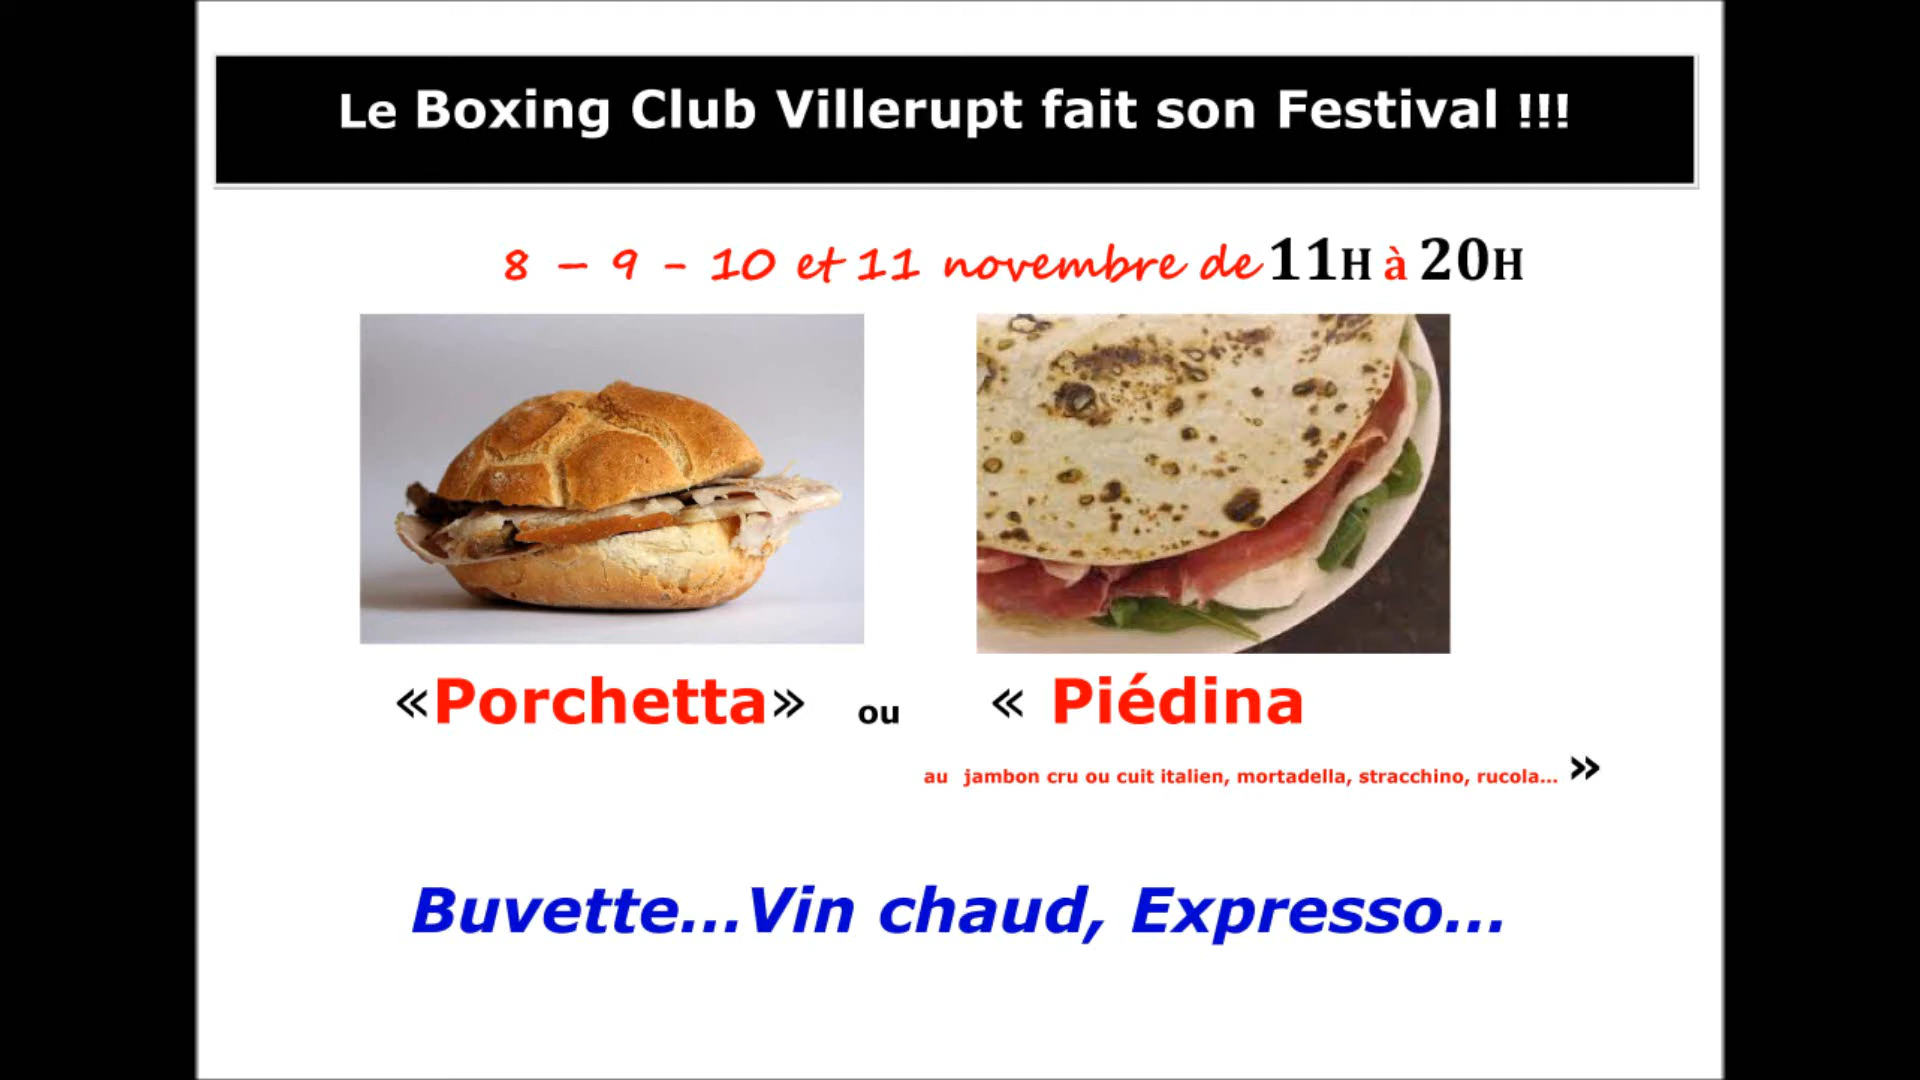 Le Boxing Club Villerupt fait son Festival !!!
8 – 9 - 10 et 11 novembre de 11H à 20H
«Porchetta» ou « Piédina
au jambon cru ou cuit italien, mortadella, stracchino, rucola... »
Buvette...Vin chaud, Expresso...